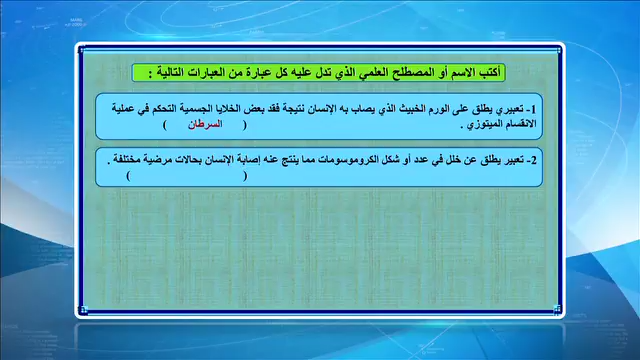 أكتب الاسم أو المصطلح العلمي الذي تدل عليه كل عبارة من العبارات التالية :
1- تعبيري يطلق على الورم الخبيث الذي يصاب به الإنسان نتيجة فقد بعض الخلايا الجسمية التحكم في عملية
الانقسام الميتوزي . ( السرطان )
2- تعبير يطلق عن خلل في عدد أو شكل الكروموسومات مما ينتج عنه إصابة الإنسان بحالات مرضية مختلفة .
( )